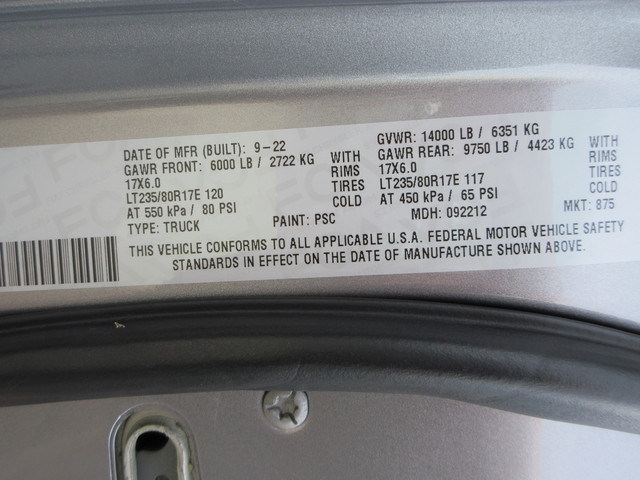 DATE OF MFR (BUILT): 9-22 GVWR: 14000 LB / 6351 KG
GAWR FRONT: 6000 LB / 2722 KG WITH GAWR REAR: 9750 LB / 4423 KG WITH
17X6.0 RIMS 17X6.0 RIMS
LT235/80R17E 120 TIRES LT235/80R17E 117 TIRES
AT 550 kPa / 80 PSI COLD AT 450 kPa / 65 PSI COLD
TYPE: TRUCK PAINT: PSC MDH: 092212 MKT: 875
THIS VEHICLE CONFORMS TO ALL APPLICABLE U.S.A. FEDERAL MOTOR VEHICLE SAFETY
STANDARDS IN EFFECT ON THE DATE OF MANUFACTURE SHOWN ABOVE.